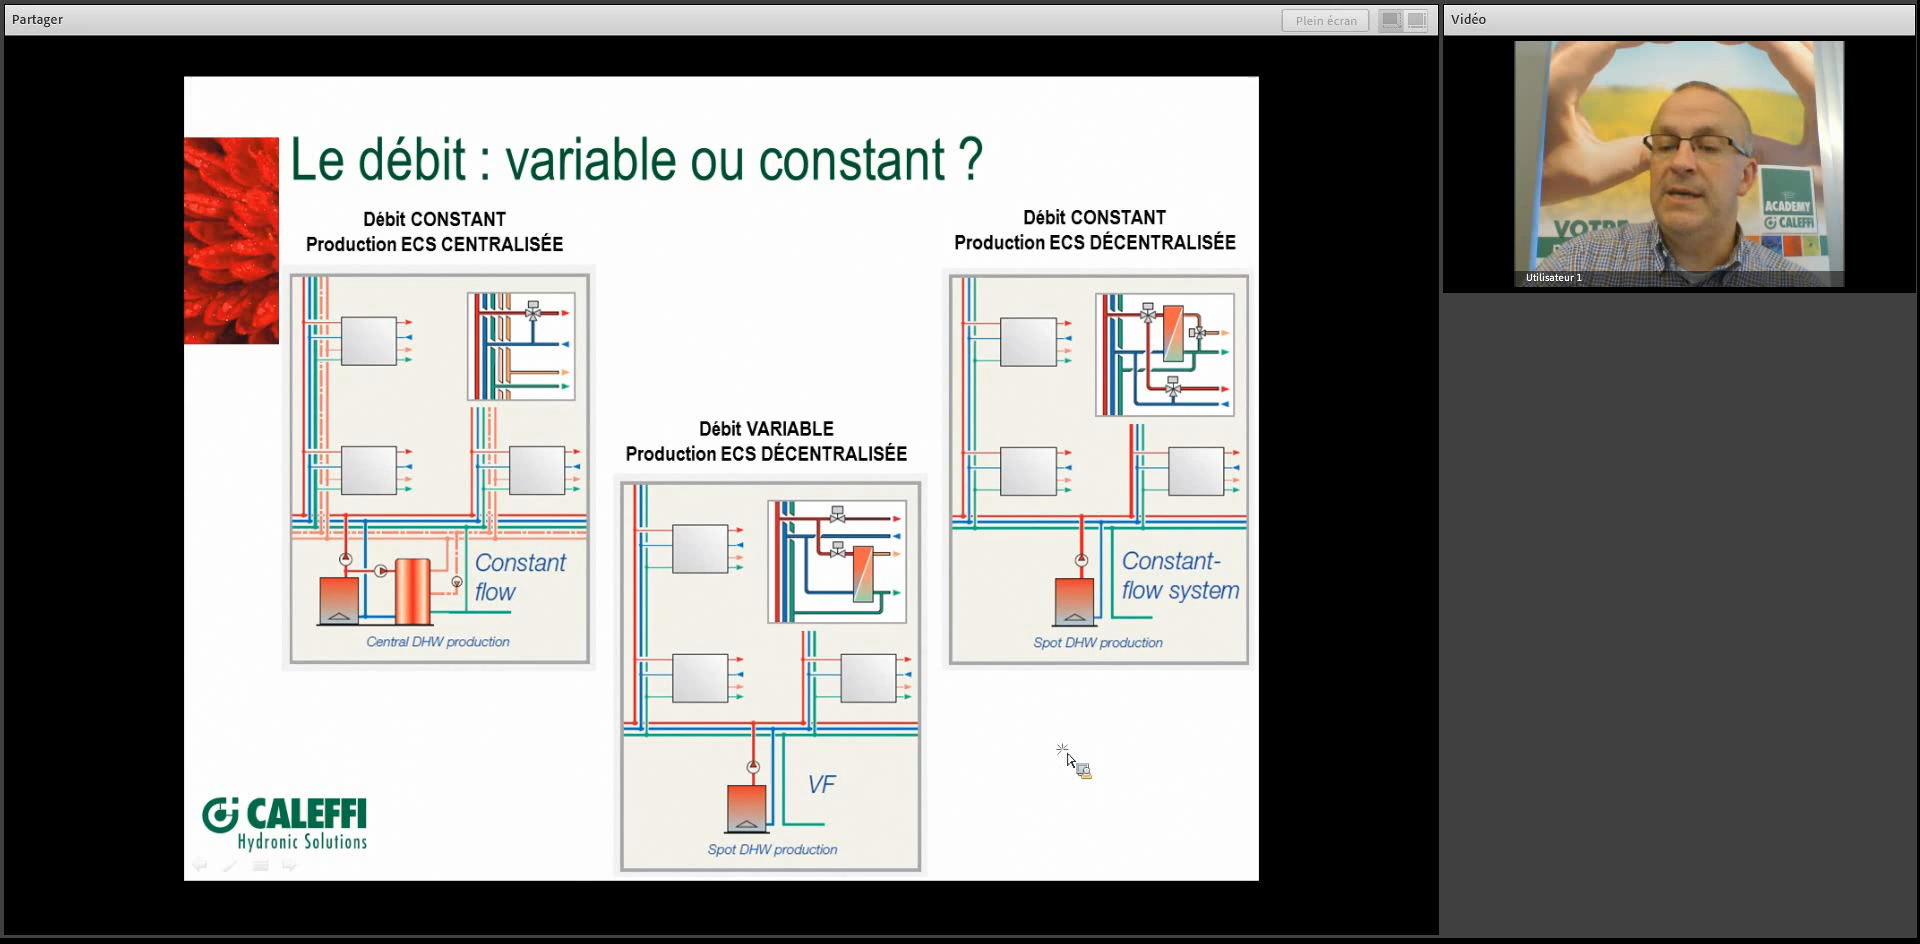 Partager
Plein écran
Vidéo
Le débit : variable ou constant ?
Débit CONSTANT
Production ECS CENTRALISÉE
Constant
flow
Central DHW production
Débit VARIABLE
Production ECS DÉCENTRALISÉE
VF
Spot DHW production
Débit CONSTANT
Production ECS DÉCENTRALISÉE
Constant-
flow system
Spot DHW production
CALEFFI
Hydronic Solutions
VOTRE
ACADEMY
CALEFFI
Utilisateur 1